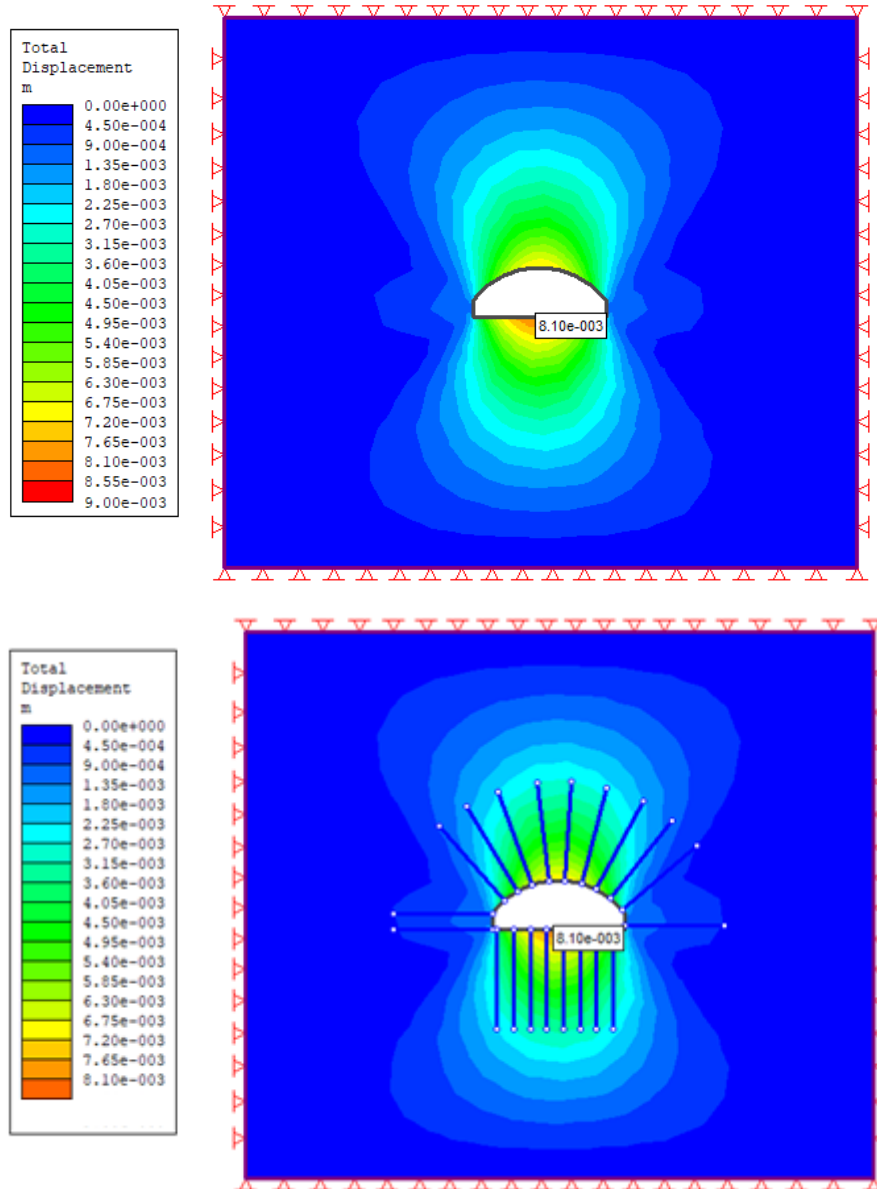 Total
Displacement
m
0.00e+000
4.50e-004
9.00e-004
1.35e-003
1.80e-003
2.25e-003
2.70e-003
3.15e-003
3.60e-003
4.05e-003
4.50e-003
4.95e-003
5.40e-003
5.85e-003
6.30e-003
6.75e-003
7.20e-003
7.65e-003
8.10e-003
8.55e-003
9.00e-003
8.10e-003
Total
Displacement
m
0.00e+000
4.50e-004
9.00e-004
1.35e-003
1.80e-003
2.25e-003
2.70e-003
3.15e-003
3.60e-003
4.05e-003
4.50e-003
4.95e-003
5.40e-003
5.85e-003
6.30e-003
6.75e-003
7.20e-003
7.65e-003
8.10e-003
8.10e-003